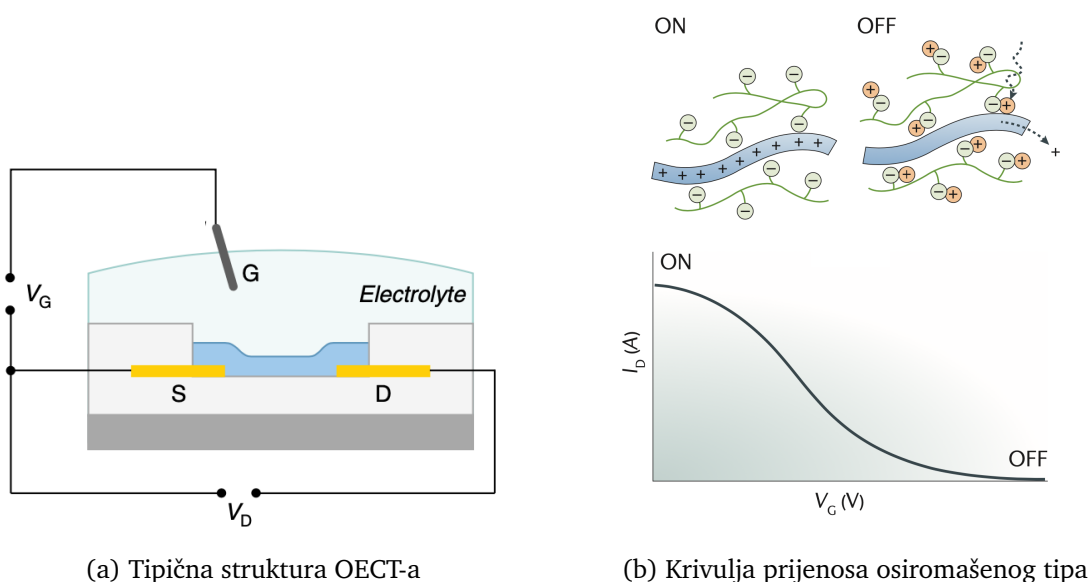 V_G
G
Electrolyte
S
D
V_D
(a) Tipična struktura OECT-a
ON
OFF
− − − − − −
+ + + + + + + + +
− − − −
+ − + − + − + − + −
+
− + − + − + − +
ON
I_D (A)
OFF
V_G (V)
(b) Krivulja prijenosa osiromašenog tipa